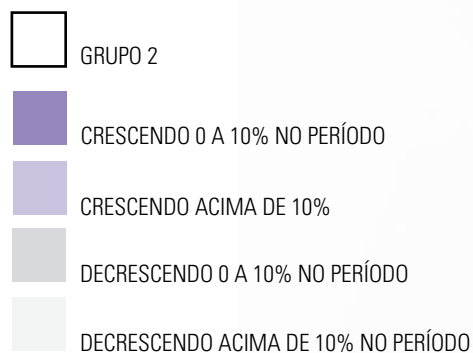 GRUPO 2
CRESCENDO 0 A 10% NO PERÍODO
CRESCENDO ACIMA DE 10%
DECRESCENDO 0 A 10% NO PERÍODO
DECRESCENDO ACIMA DE 10% NO PERÍODO